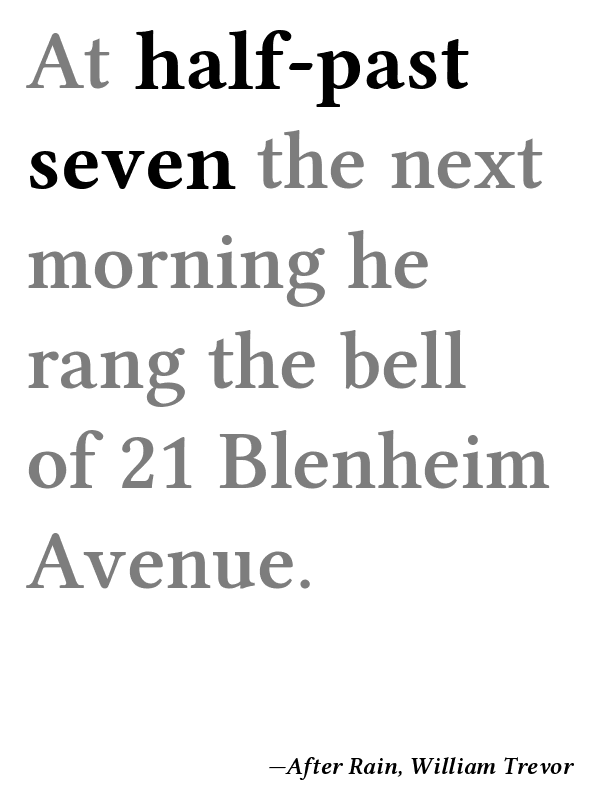 At half-past
seven the next
morning he
rang the bell
of 21 Blenheim
Avenue.
—After Rain, William Trevor